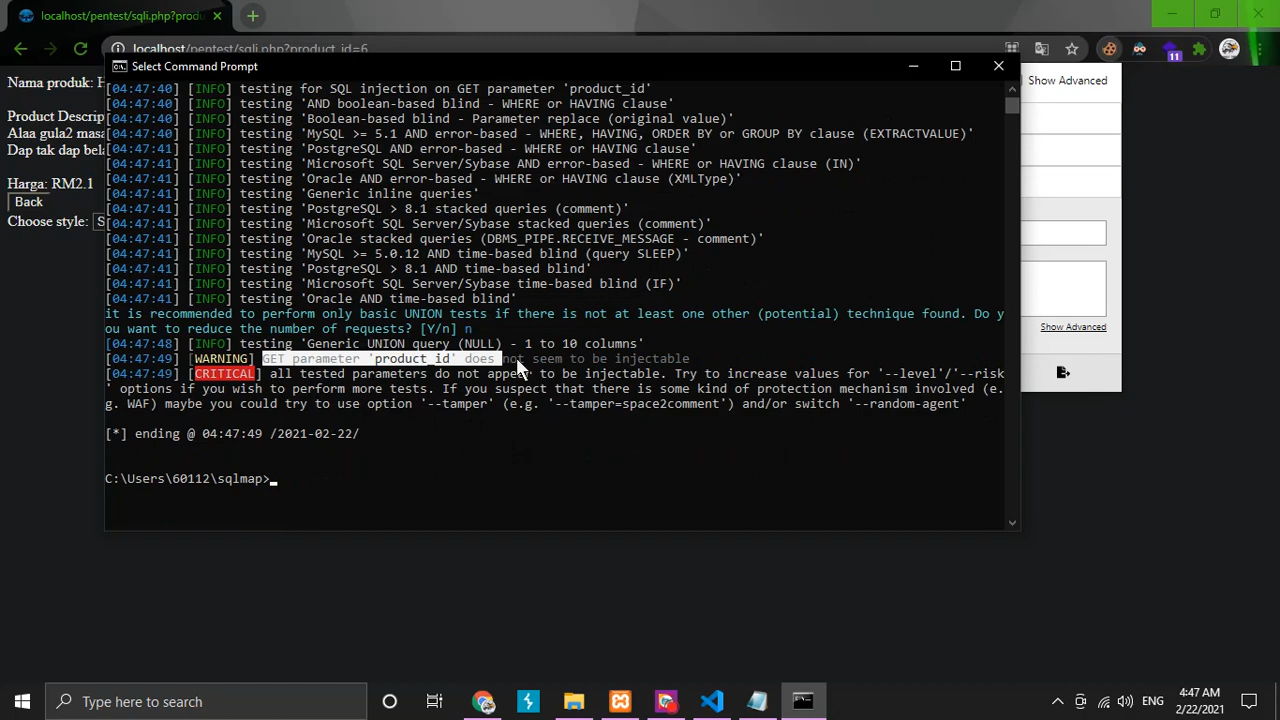 localhost/pentest/sqli.php?produ
localhost/pentest/sqli.php?product_id=6
11
Select Command Prompt
Show Advanced
Nama produk: H
Product Descrip
Alaa gula2 masa
Dap tak dap bela
Harga: RM2.1
Back
Choose style: S
[04:47:40] [INFO] testing for SQL injection on GET parameter 'product_id'
[04:47:40] [INFO] testing 'AND boolean-based blind - WHERE or HAVING clause'
[04:47:40] [INFO] testing 'Boolean-based blind - Parameter replace (original value)'
[04:47:40] [INFO] testing 'MySQL >= 5.1 AND error-based - WHERE, HAVING, ORDER BY or GROUP BY clause (EXTRACTVALUE)'
[04:47:40] [INFO] testing 'PostgreSQL AND error-based - WHERE or HAVING clause'
[04:47:40] [INFO] testing 'Microsoft SQL Server/Sybase AND error-based - WHERE or HAVING clause (IN)'
[04:47:41] [INFO] testing 'Oracle AND error-based - WHERE or HAVING clause (XMLType)'
[04:47:41] [INFO] testing 'Generic inline queries'
[04:47:41] [INFO] testing 'PostgreSQL > 8.1 stacked queries (comment)'
[04:47:41] [INFO] testing 'Microsoft SQL Server/Sybase stacked queries (comment)'
[04:47:41] [INFO] testing 'Oracle stacked queries (DBMS_PIPE.RECEIVE_MESSAGE - comment)'
[04:47:41] [INFO] testing 'MySQL >= 5.0.12 AND time-based blind (query SLEEP)'
[04:47:41] [INFO] testing 'PostgreSQL > 8.1 AND time-based blind'
[04:47:41] [INFO] testing 'Microsoft SQL Server/Sybase time-based blind (IF)'
[04:47:41] [INFO] testing 'Oracle AND time-based blind'
it is recommended to perform only basic UNION tests if there is not at least one other (potential) technique found. Do y
ou want to reduce the number of requests? [Y/n] n
[04:47:48] [INFO] testing 'Generic UNION query (NULL) - 1 to 10 columns'
[04:47:49] [WARNING] GET parameter 'product_id' does not seem to be injectable
[04:47:49] [CRITICAL] all tested parameters do not appear to be injectable. Try to increase values for '--level'/'--risk
' options if you wish to perform more tests. If you suspect that there is some kind of protection mechanism involved (e.
g. WAF) maybe you could try to use option '--tamper' (e.g. '--tamper=space2comment') and/or switch '--random-agent'
[*] ending @ 04:47:49 /2021-02-22/
C:\Users\60112\sqlmap>
Show Advanced
Type here to search
ENG
4:47 AM
2/22/2021